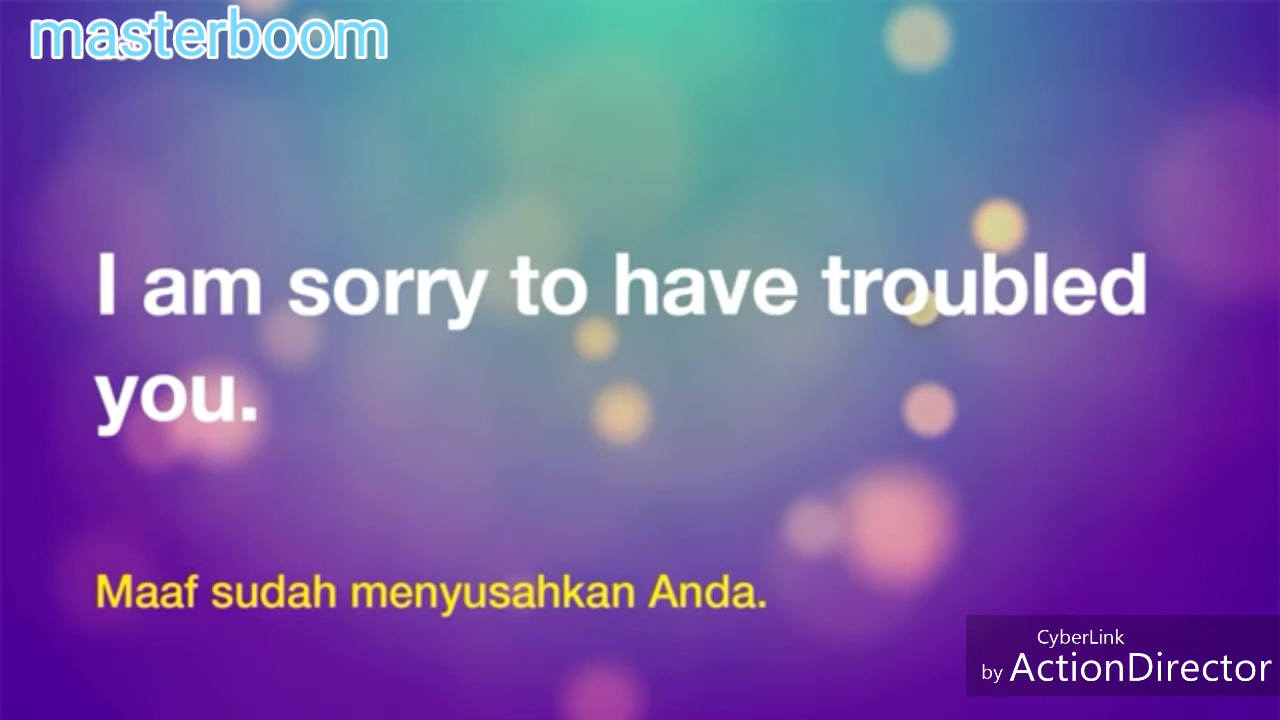 masterboom
I am sorry to have troubled
you.
Maaf sudah menyusahkan Anda.
CyberLink
by ActionDirector